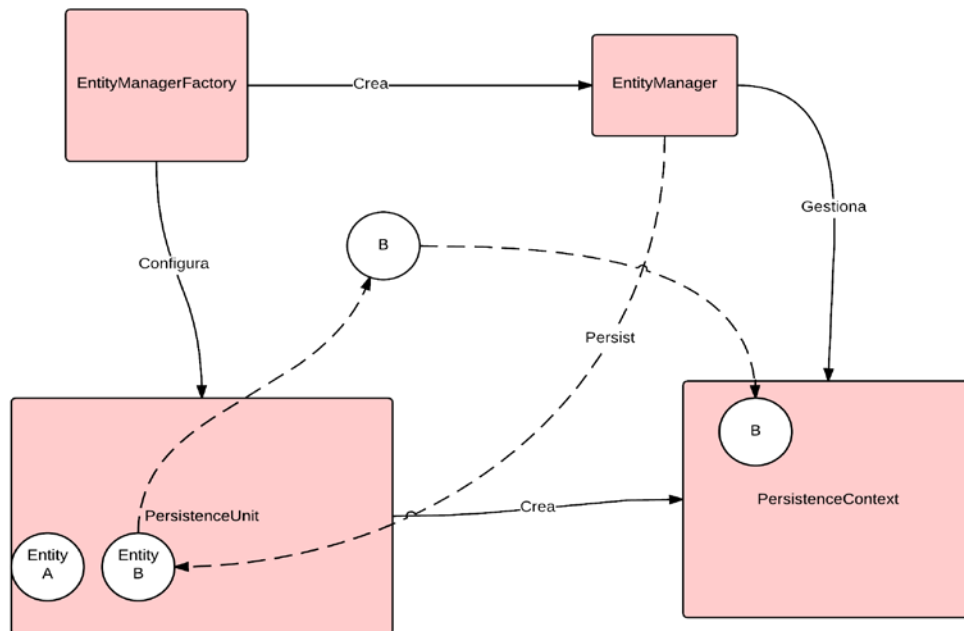 EntityManagerFactory
Crea
EntityManager
Gestiona
B
Configura
Persist
B
PersistenceContext
PersistenceUnit
Crea
Entity
A
Entity
B